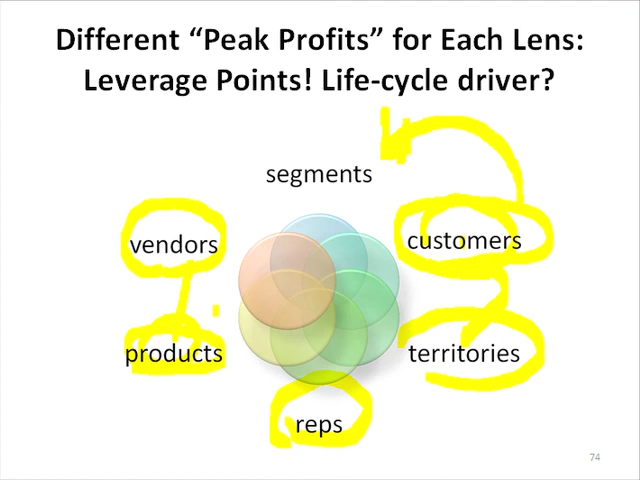 Different “Peak Profits” for Each Lens:
Leverage Points! Life-cycle driver?
segments
vendors
customers
products
territories
reps
74